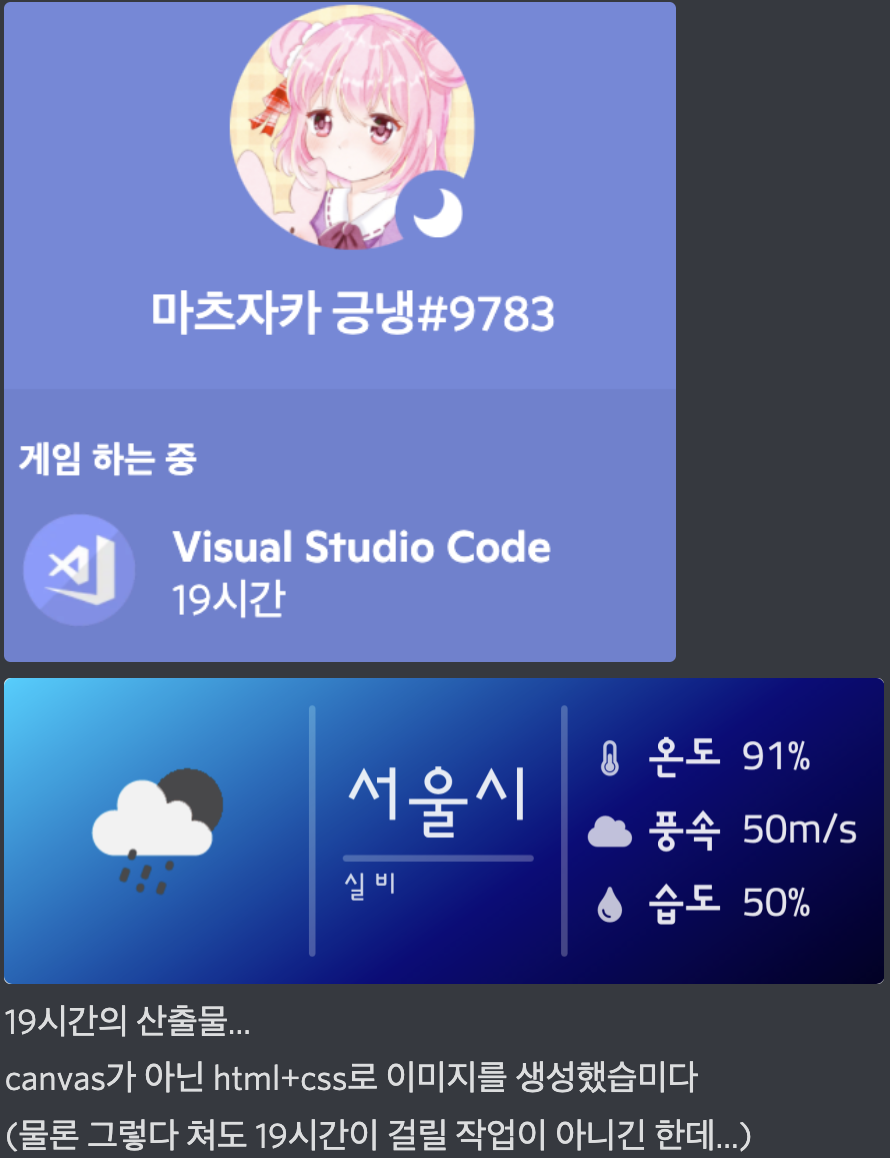 마츠자카 긍냉#9783
게임 하는 중
Visual Studio Code
19시간
서울시
실 비
온도 91%
풍속 50m/s
습도 50%
19시간의 산출물...
canvas가 아닌 html+css로 이미지를 생성했습미다
(물론 그렇다 쳐도 19시간이 걸릴 작업이 아니긴 한데...)